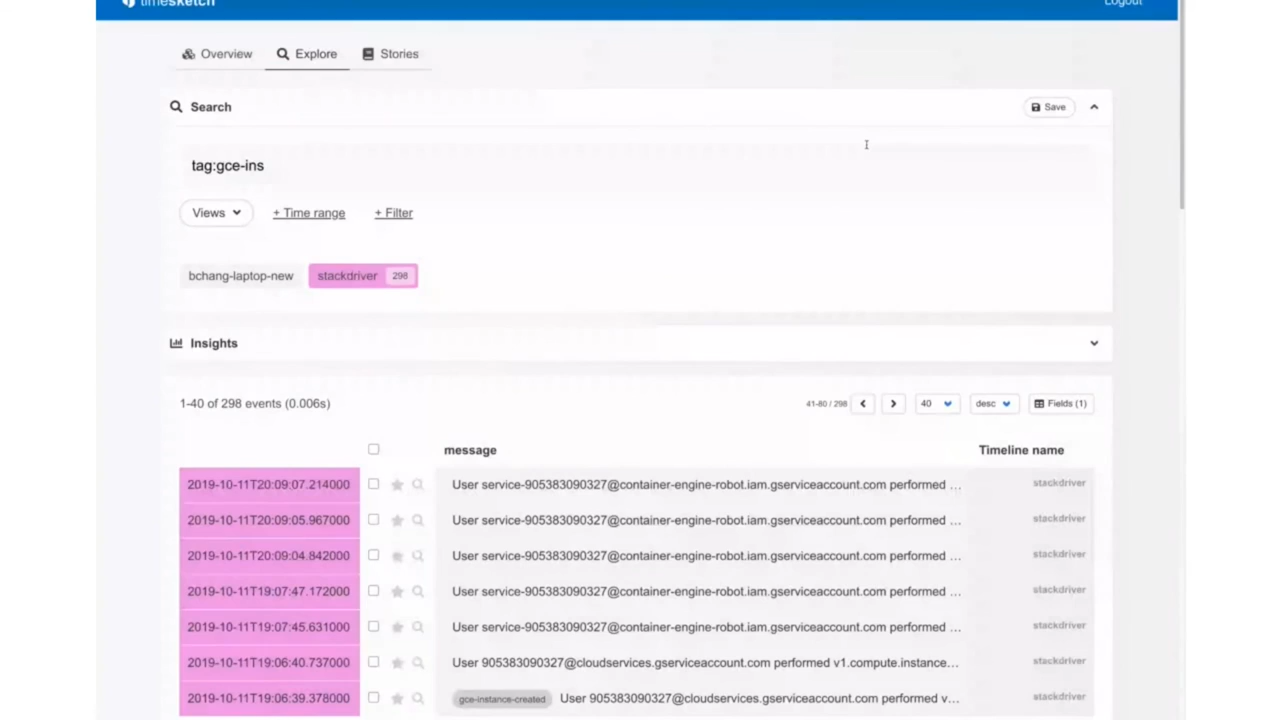 timesketch
Logout
Overview
Explore
Stories
Search
Save
tag:gce-ins
Views
+ Time range
+ Filter
bchang-laptop-new
stackdriver 298
Insights
1-40 of 298 events (0.006s)
41-80 / 298
40
desc
Fields (1)
message
Timeline name
2019-10-11T20:09:07.214000 User service-905383090327@container-engine-robot.iam.gserviceaccount.com performed … stackdriver
2019-10-11T20:09:05.967000 User service-905383090327@container-engine-robot.iam.gserviceaccount.com performed … stackdriver
2019-10-11T20:09:04.842000 User service-905383090327@container-engine-robot.iam.gserviceaccount.com performed … stackdriver
2019-10-11T19:07:47.172000 User service-905383090327@container-engine-robot.iam.gserviceaccount.com performed … stackdriver
2019-10-11T19:07:45.631000 User service-905383090327@container-engine-robot.iam.gserviceaccount.com performed … stackdriver
2019-10-11T19:06:40.737000 User 905383090327@cloudservices.gserviceaccount.com performed v1.compute.instance… stackdriver
2019-10-11T19:06:39.378000 gce-instance-created User 905383090327@cloudservices.gserviceaccount.com performed v… stackdriver